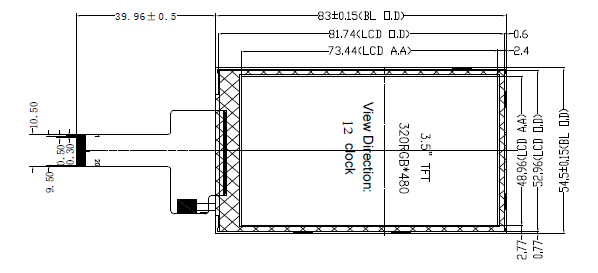 39.96±0.5
83±0.15(BL O.D)
81.74(LCD O.D)
0.6
73.44(LCD A.A)
2.4
10.50
0.50
0.30
9.50
1
20
View Direction:
12 clock
320RGB*480
3.5" TFT
48.96(LCD A.A)
52.96(LCD O.D)
54.5±0.15(BL O.D)
2.77
0.77